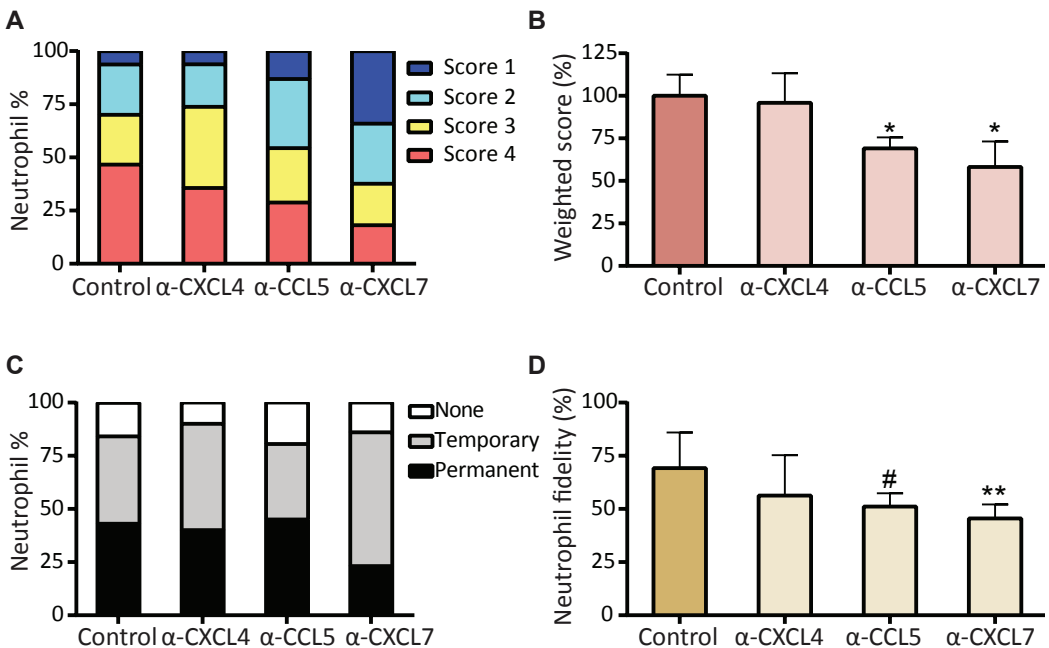 A
Neutrophil %
100
75
50
25
0
Control α-CXCL4 α-CCL5 α-CXCL7
Score 1
Score 2
Score 3
Score 4
B
Weighted score (%)
125
100
75
50
25
0
* *
Control α-CXCL4 α-CCL5 α-CXCL7
C
Neutrophil %
100
75
50
25
0
Control α-CXCL4 α-CCL5 α-CXCL7
None
Temporary
Permanent
D
Neutrophil fidelity (%)
100
75
50
25
0
# **
Control α-CXCL4 α-CCL5 α-CXCL7